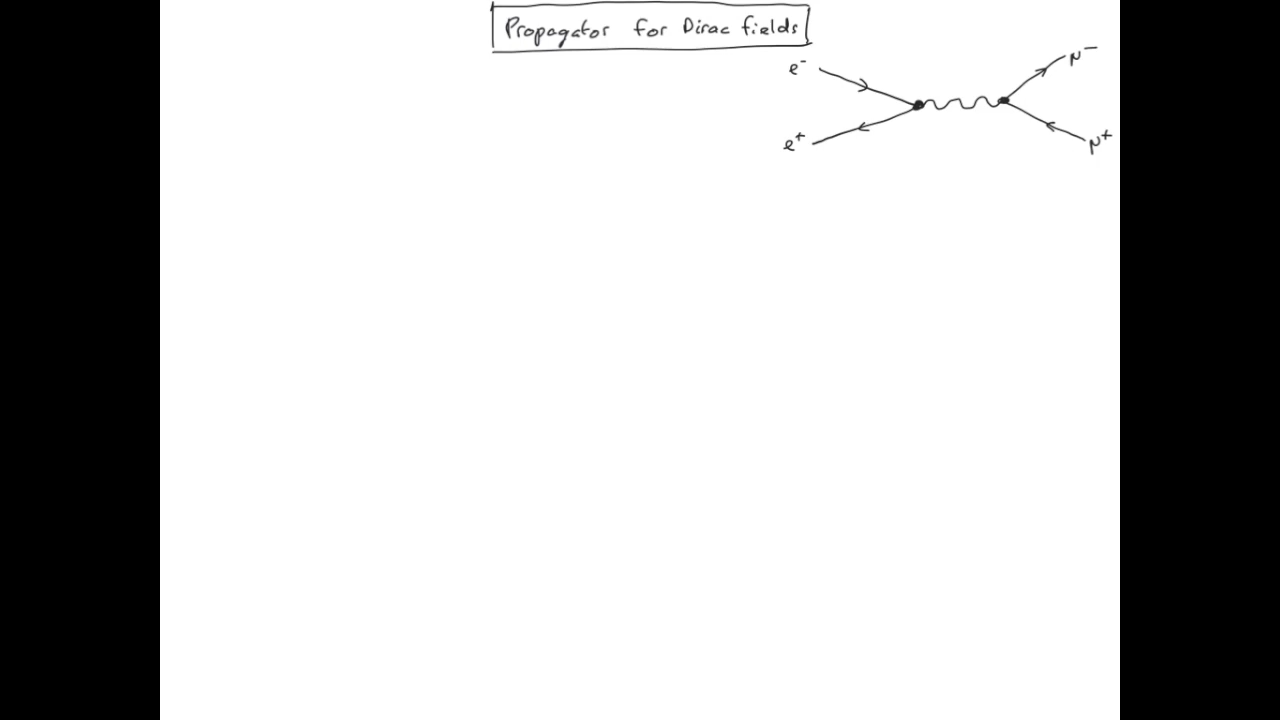 Propagator for Dirac fields
e⁻
μ⁻
e⁺
μ⁺